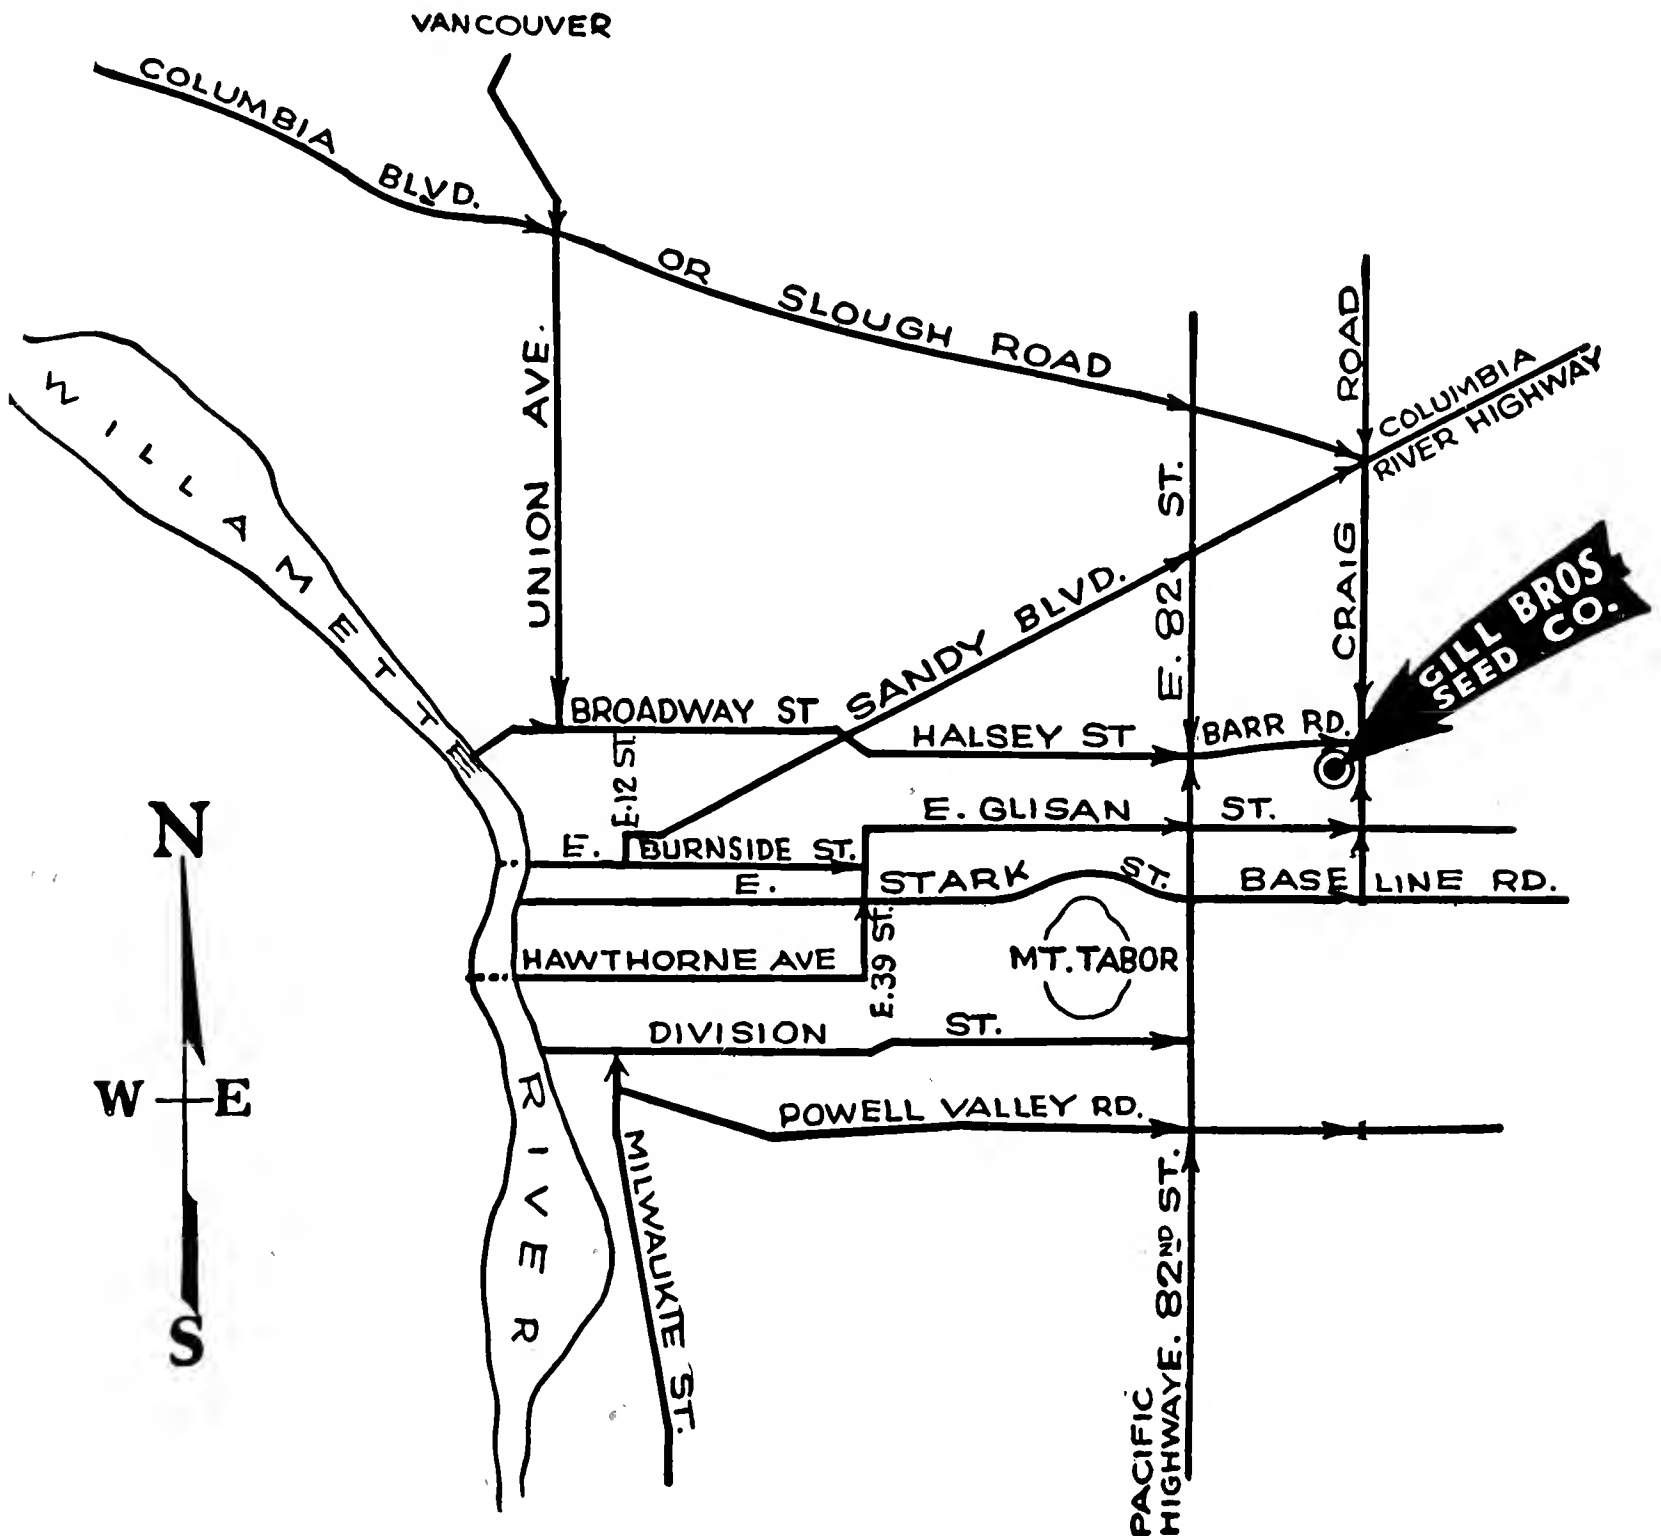 VANCOUVER
COLUMBIA BLVD.
OR SLOUGH ROAD
UNION AVE.
E. 82 ST.
CRAIG ROAD
COLUMBIA
RIVER HIGHWAY
WILLAMETTE
RIVER
SANDY BLVD.
GILL BROS
SEED CO.
BROADWAY ST
HALSEY ST
BARR RD.
E. 12 ST.
E. GLISAN ST.
E. BURNSIDE ST.
E. STARK ST.
BASE LINE RD.
HAWTHORNE AVE
E. 39 ST.
MT. TABOR
DIVISION ST.
POWELL VALLEY RD.
MILWAUKIE ST.
PACIFIC
HIGHWAY E. 82ND ST.
N
W E
S